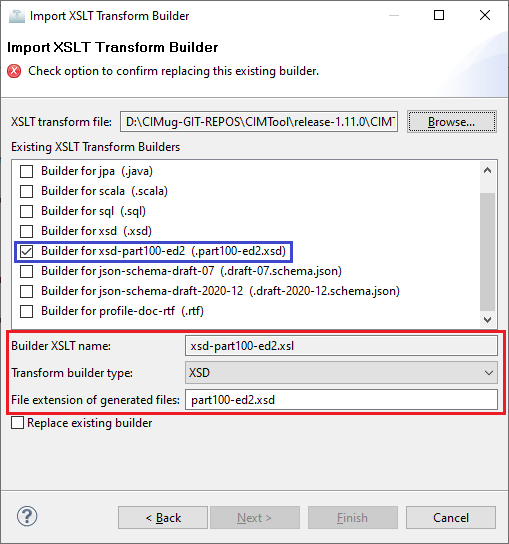 Import XSLT Transform Builder
Import XSLT Transform Builder
Check option to confirm replacing this existing builder.
XSLT transform file: D:\CIMug-GIT-REPOS\CIMTool\release-1.11.0\CIMT Browse...
Existing XSLT Transform Builders
Builder for jpa (.java)
Builder for scala (.scala)
Builder for sql (.sql)
Builder for xsd (.xsd)
Builder for xsd-part100-ed2 (.part100-ed2.xsd)
Builder for json-schema-draft-07 (.draft-07.schema.json)
Builder for json-schema-draft-2020-12 (.draft-2020-12.schema.json)
Builder for profile-doc-rtf (.rtf)
Builder XSLT name: xsd-part100-ed2.xsl
Transform builder type: XSD
File extension of generated files: part100-ed2.xsd
Replace existing builder
? < Back Next > Finish Cancel